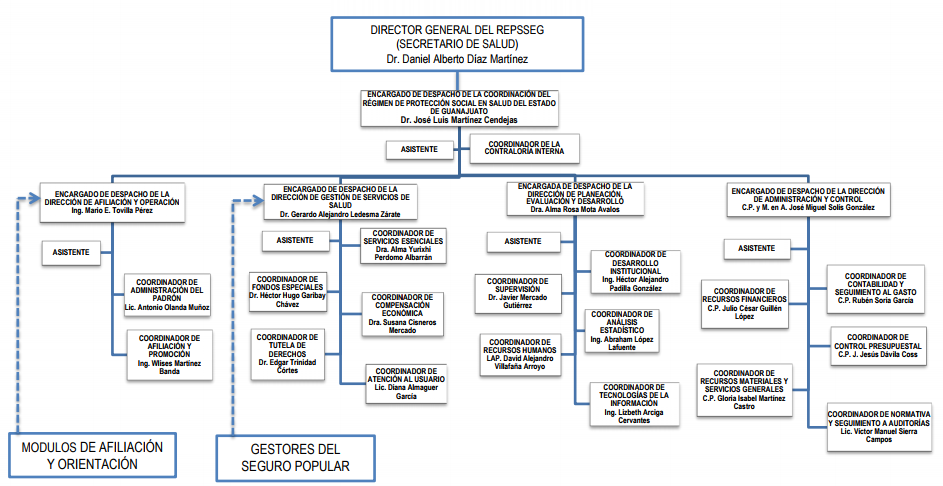 DIRECTOR GENERAL DEL REPSSEG
(SECRETARIO DE SALUD)
Dr. Daniel Alberto Díaz Martínez
ENCARGADO DE DESPACHO DE LA COORDINACIÓN DEL
RÉGIMEN DE PROTECCIÓN SOCIAL EN SALUD DEL ESTADO
DE GUANAJUATO
Dr. José Luis Martínez Cendejas
ASISTENTE
COORDINADOR DE LA
CONTRALORÍA INTERNA
ENCARGADO DE DESPACHO DE LA
DIRECCIÓN DE AFILIACIÓN Y OPERACIÓN
Ing. Mario E. Tovilla Pérez
ASISTENTE
COORDINADOR DE
ADMINISTRACIÓN DEL
PADRÓN
Lic. Antonio Olanda Muñoz
COORDINADOR DE
AFILIACIÓN Y
PROMOCIÓN
Ing. Wlises Martínez
Banda
MODULOS DE AFILIACIÓN
Y ORIENTACIÓN
ENCARGADO DE DESPACHO DE LA
DIRECCIÓN DE GESTIÓN DE SERVICIOS DE
SALUD
Dr. Gerardo Alejandro Ledesma Zárate
ASISTENTE
COORDINADOR DE
SERVICIOS ESENCIALES
Dra. Alma Yurixhi
Perdomo Albarrán
COORDINADOR DE
FONDOS ESPECIALES
Dr. Héctor Hugo Garibay
Chávez
COORDINADOR DE
COMPENSACIÓN
ECONÓMICA
Dra. Susana Cisneros
Mercado
COORDINADOR DE
TUTELA DE
DERECHOS
Dr. Edgar Trinidad
Córtes
COORDINADOR DE
ATENCIÓN AL USUARIO
Lic. Diana Almaguer
García
GESTORES DEL
SEGURO POPULAR
ENCARGADA DE DESPACHO DE LA
DIRECCIÓN DE PLANEACIÓN,
EVALUACIÓN Y DESARROLLO
Dra. Alma Rosa Mota Avalos
ASISTENTE
COORDINADOR DE
DESARROLLO
INSTITUCIONAL
Ing. Héctor Alejandro
Padilla González
COORDINADOR DE
SUPERVISIÓN
Dr. Javier Mercado
Gutiérrez
COORDINADOR DE
ANÁLISIS
ESTADÍSTICO
Ing. Abraham López
Lafuente
COORDINADOR DE
RECURSOS HUMANOS
LAP. David Alejandro
Villafaña Arroyo
COORDINADOR DE
TECNOLOGÍAS DE LA
INFORMACIÓN
Ing. Lizbeth Arciga
Cervantes
ENCARGADO DE DESPACHO DE LA DIRECCIÓN
DE ADMINISTRACIÓN Y CONTROL
C.P. y M. en A. José Miguel Solís González
ASISTENTE
COORDINADOR DE
CONTABILIDAD Y
SEGUIMIENTO AL GASTO
C.P. Rubén Soria García
COORDINADOR DE
RECURSOS FINANCIEROS
C.P. Julio César Guillén
López
COORDINADOR DE
CONTROL PRESUPUESTAL
C.P. J. Jesús Dávila Coss
COORDINADOR DE
RECURSOS MATERIALES Y
SERVICIOS GENERALES
C.P. Gloria Isabel Martínez
Castro
COORDINADOR DE NORMATIVA
Y SEGUIMIENTO A AUDITORÍAS
Lic. Víctor Manuel Sierra
Campos